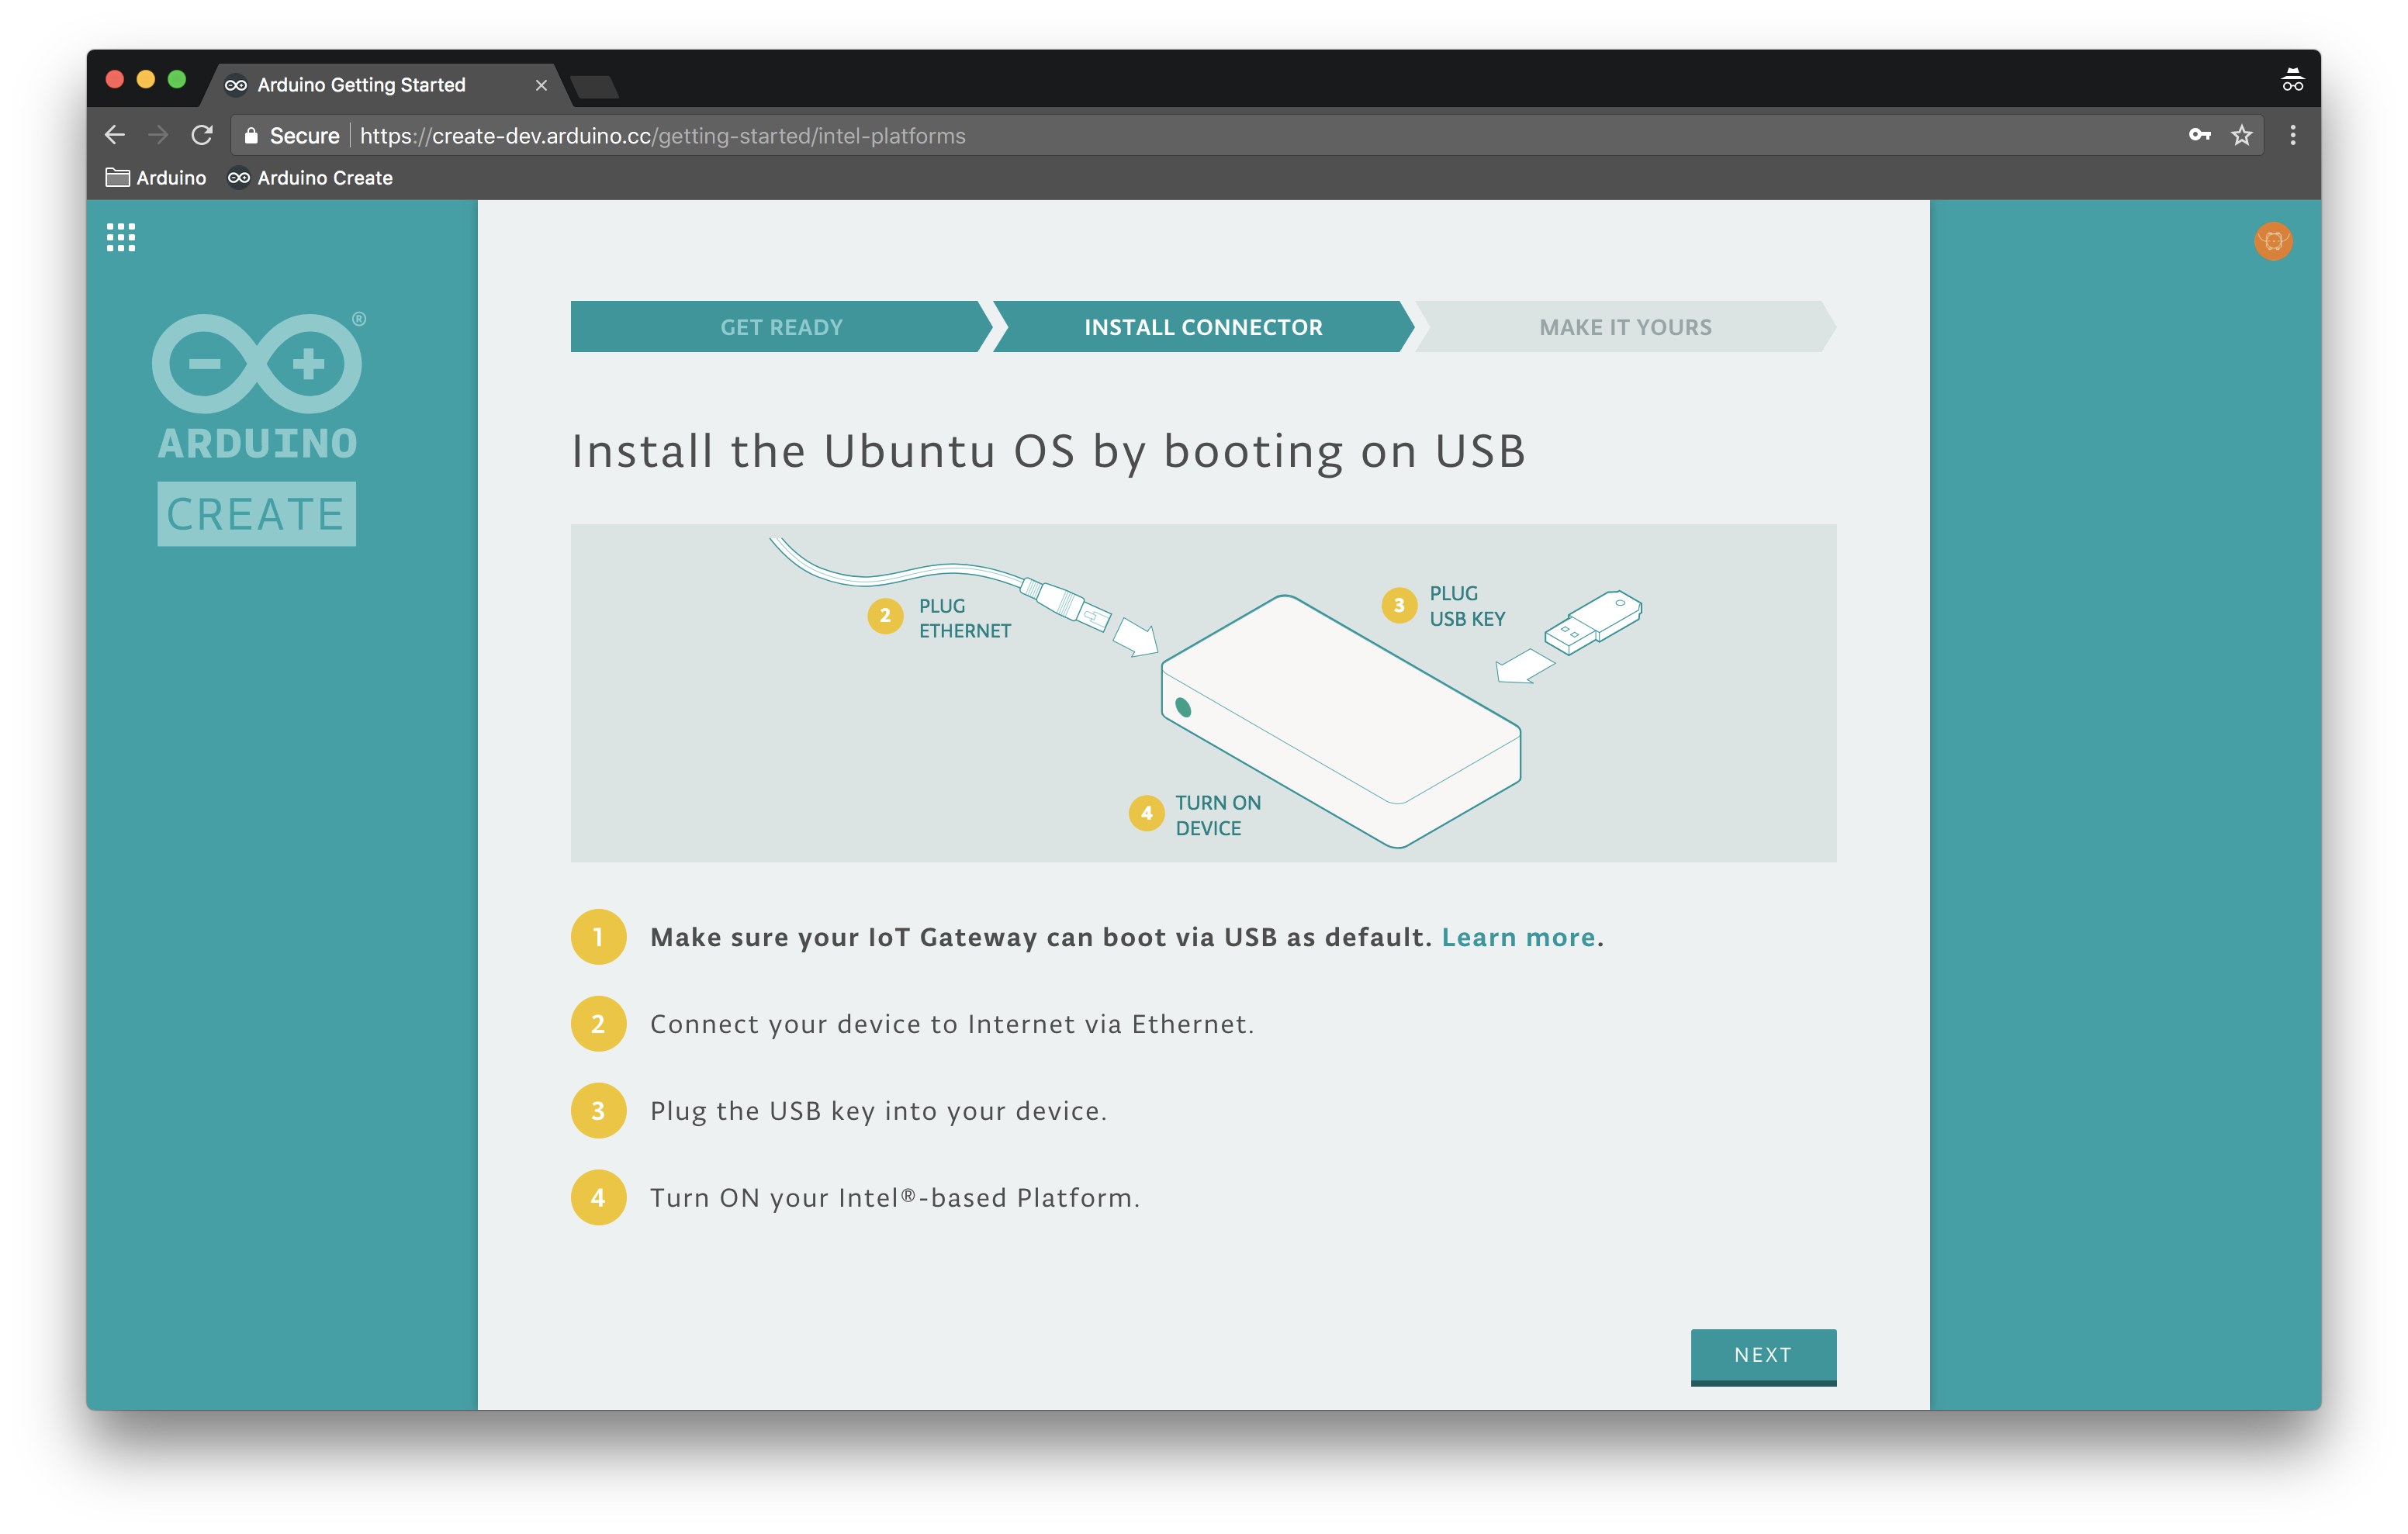 Arduino Getting Started
Secure https://create-dev.arduino.cc/getting-started/intel-platforms
Arduino Arduino Create
®
ARDUINO
CREATE
GET READY INSTALL CONNECTOR MAKE IT YOURS
Install the Ubuntu OS by booting on USB
2 PLUG
ETHERNET
3 PLUG
USB KEY
4 TURN ON
DEVICE
1 Make sure your IoT Gateway can boot via USB as default. Learn more.
2 Connect your device to Internet via Ethernet.
3 Plug the USB key into your device.
4 Turn ON your Intel®-based Platform.
NEXT